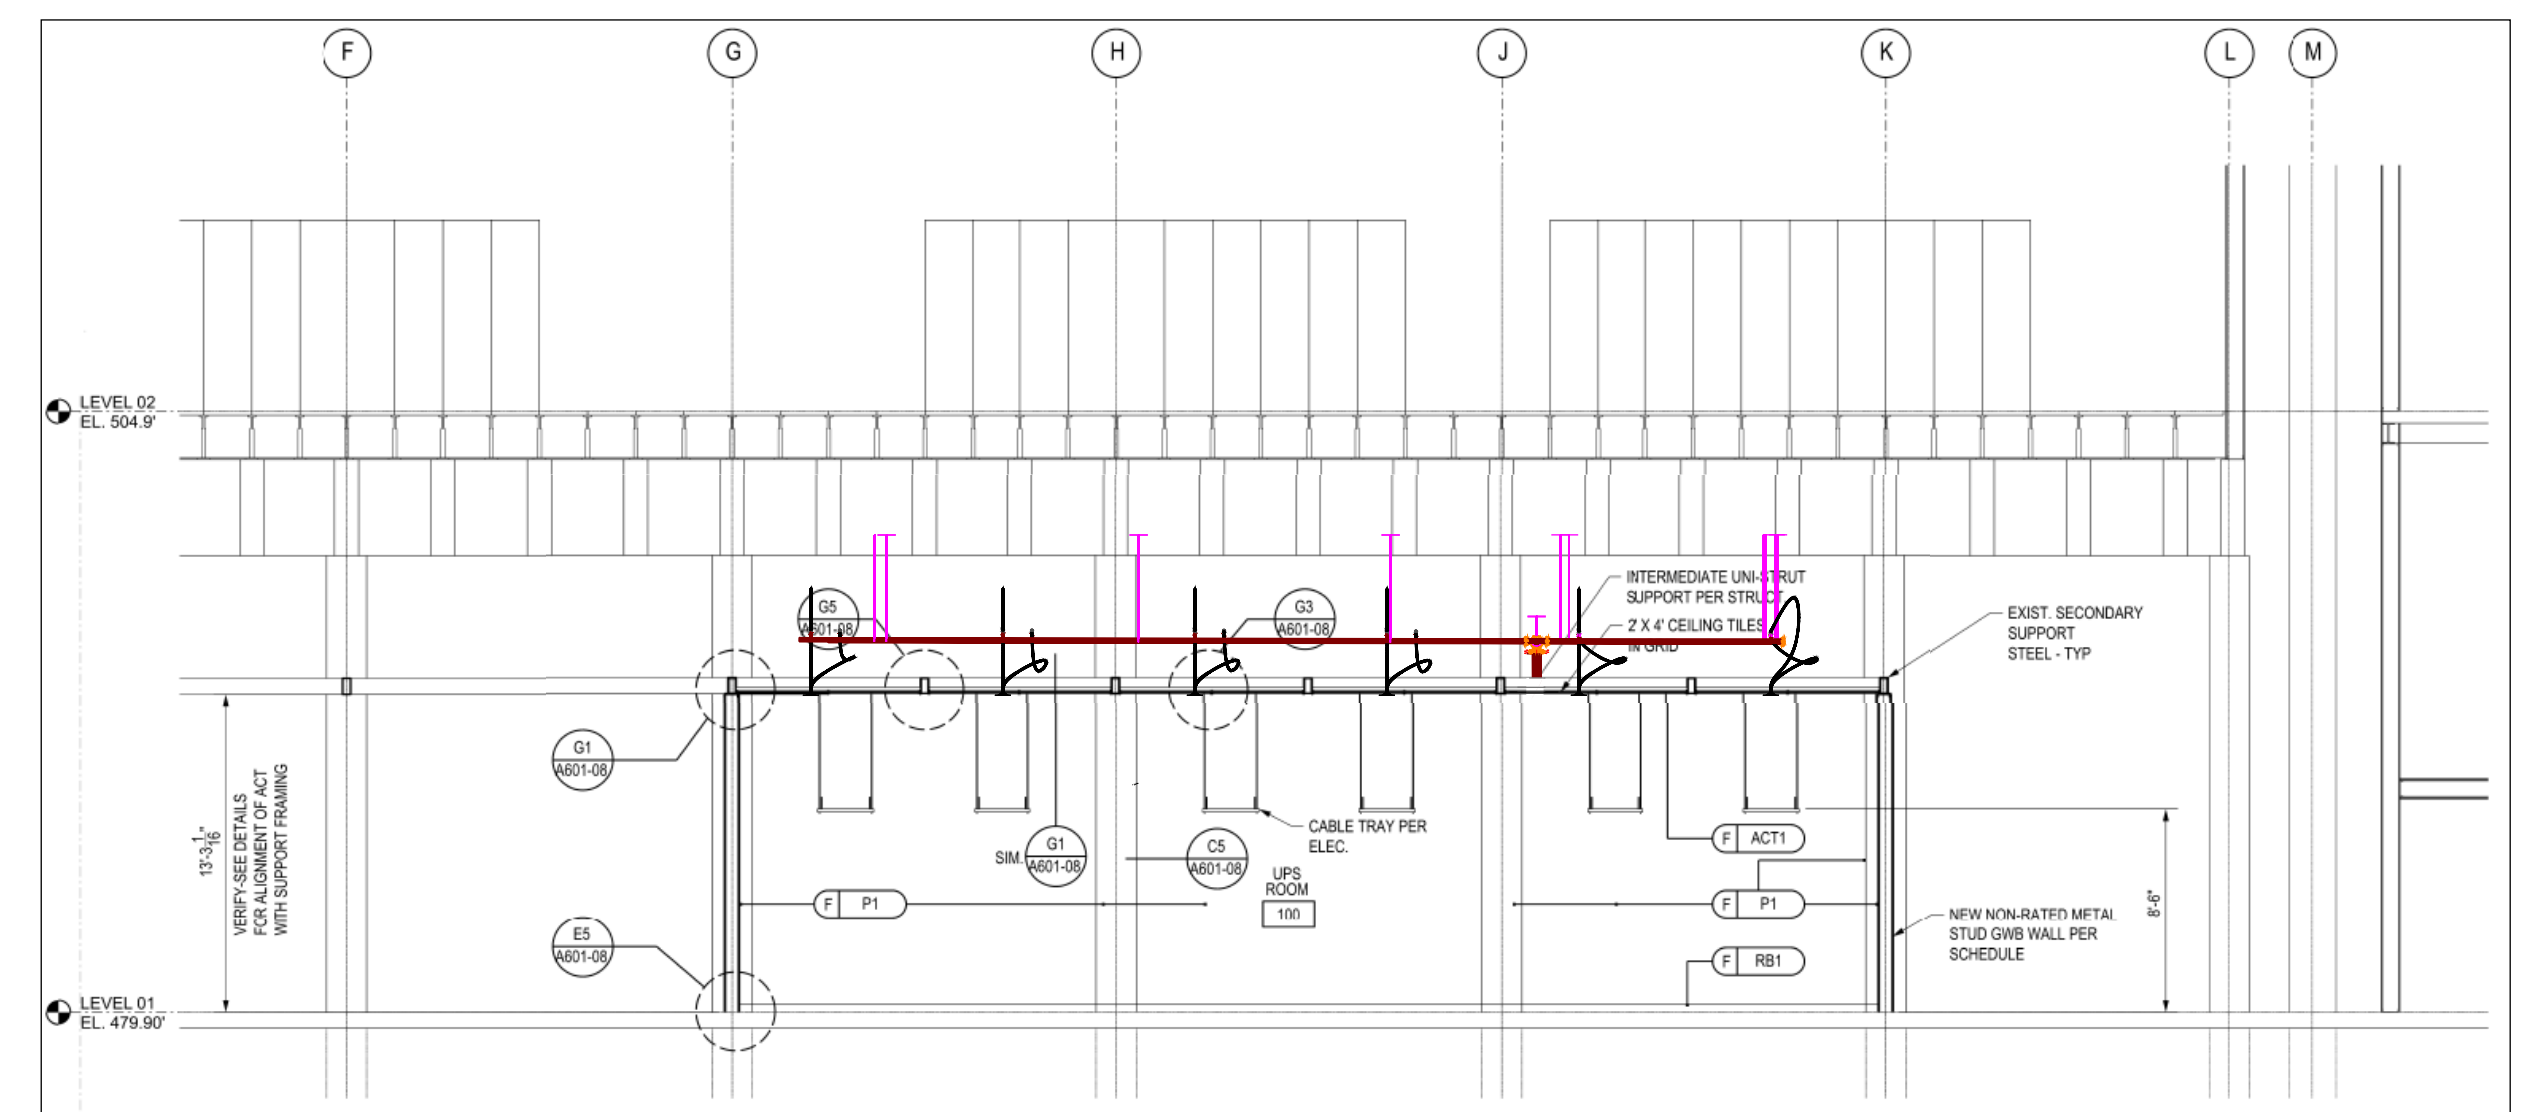 F
G
H
J
K
L
M
LEVEL 02
EL. 504.9'
INTERMEDIATE UNI-STRUT
SUPPORT PER STRUCT
2' X 4' CEILING TILES
IN GRID
G5
A601-08
G3
A601-08
EXIST. SECONDARY
SUPPORT
STEEL - TYP
G1
A601-08
13'-3 1/16"
VERIFY-SEE DETAILS
FOR ALIGNMENT OF ACT
WITH SUPPORT FRAMING
CABLE TRAY PER
ELEC.
SIM.
G1
A601-08
C5
A601-08
F ACT1
UPS
ROOM
100
F P1
F P1
8'-6"
NEW NON-RATED METAL
STUD GWB WALL PER
SCHEDULE
E5
A601-08
F RB1
LEVEL 01
EL. 479.90'